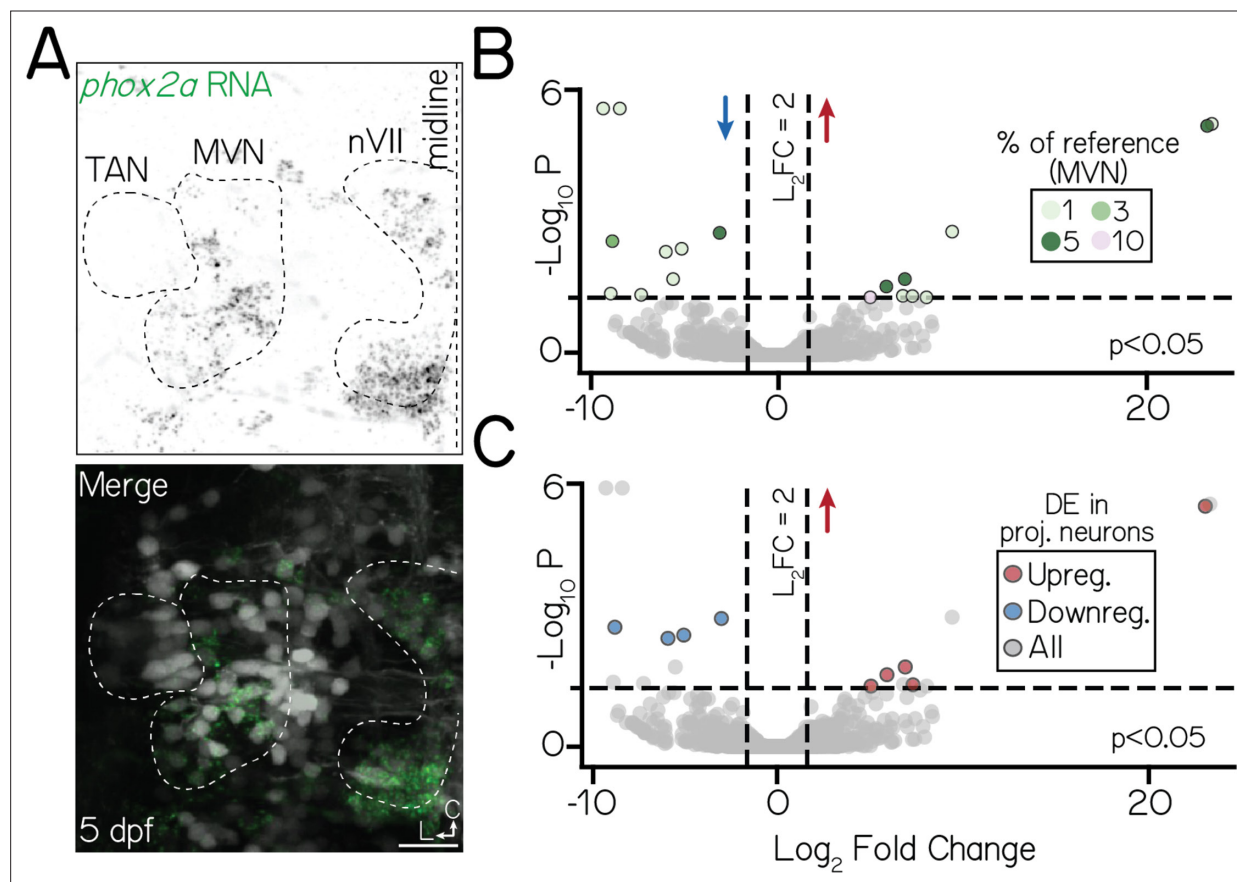 A
phox2a RNA
TAN
MVN
nVII
midline
Merge
5 dpf
L
C
B
6
-Log10 P
0
L2FC = 2
% of reference
(MVN)
1
3
5
10
p<0.05
-10
0
20
C
6
-Log10 P
0
L2FC = 2
DE in
proj. neurons
Upreg.
Downreg.
All
p<0.05
-10
0
20
Log2 Fold Change